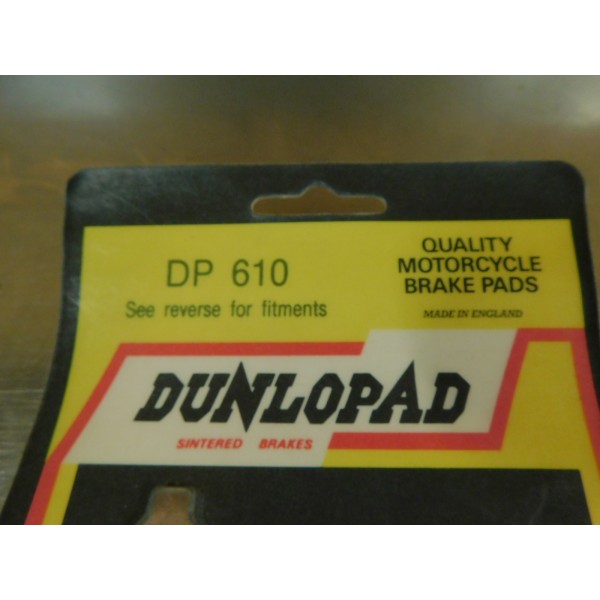 DP 610
See reverse for fitments
QUALITY
MOTORCYCLE
BRAKE PADS
MADE IN ENGLAND
DUNLOPAD
SINTERED BRAKES